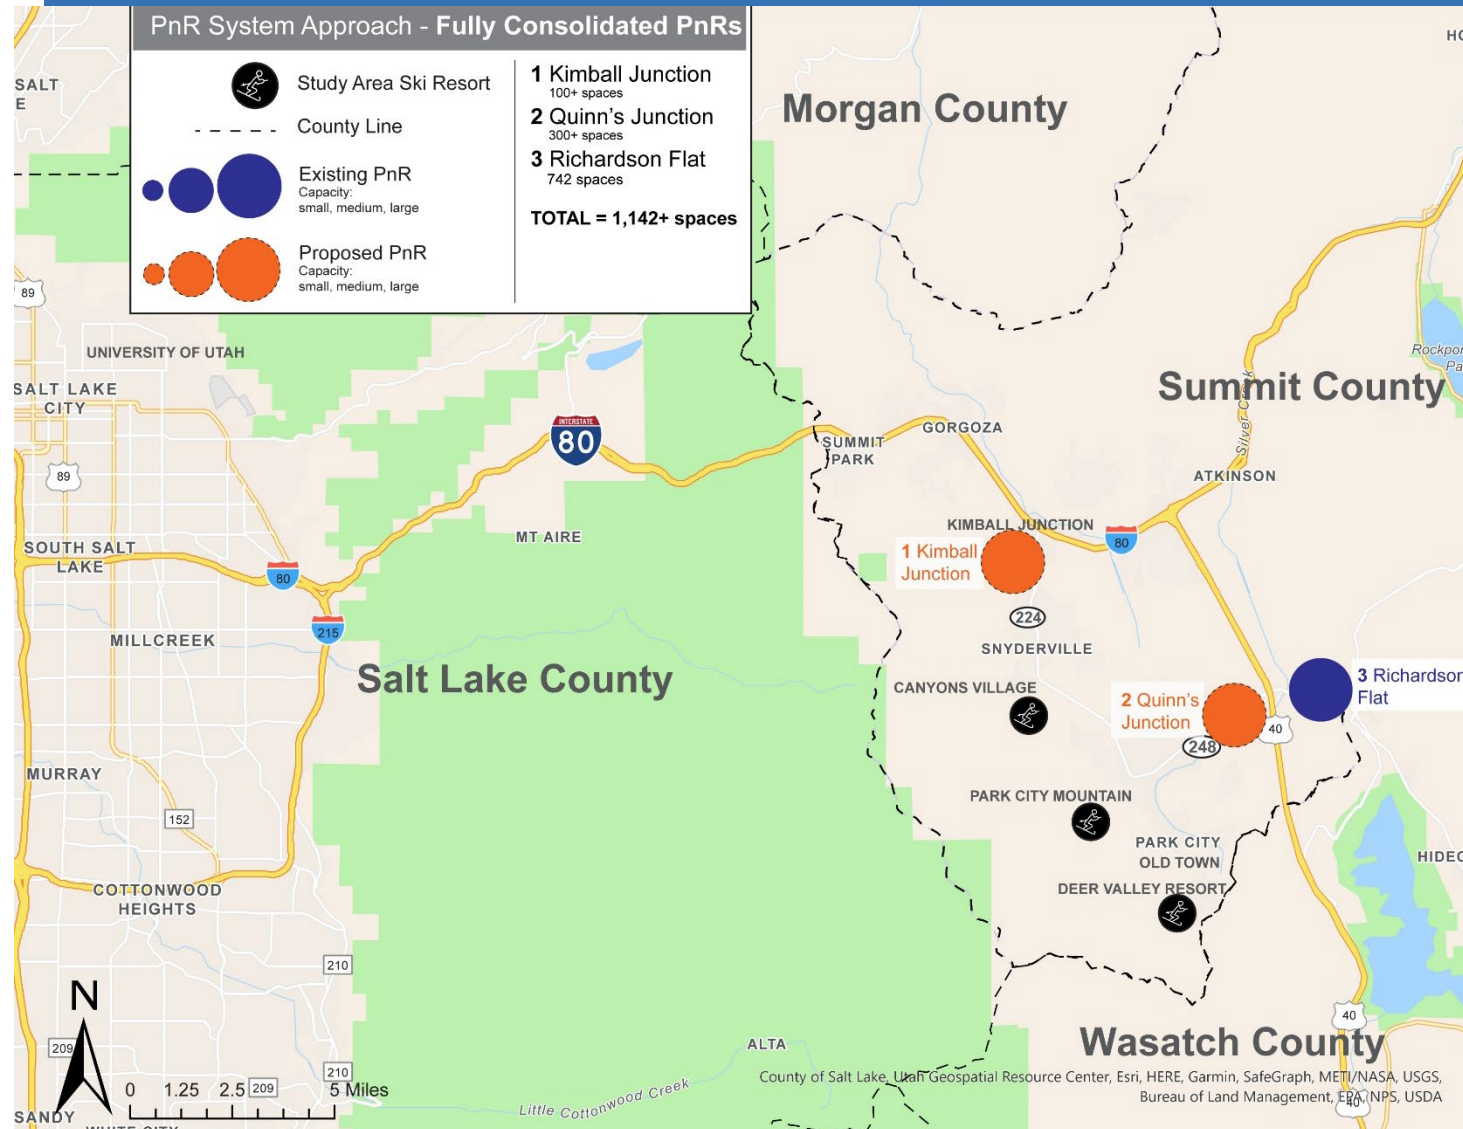 PnR System Approach - Fully Consolidated PnRs
Study Area Ski Resort
County Line
Existing PnR
Capacity:
small, medium, large
Proposed PnR
Capacity:
small, medium, large
1 Kimball Junction
100+ spaces
2 Quinn's Junction
300+ spaces
3 Richardson Flat
742 spaces
TOTAL = 1,142+ spaces
Morgan County
SALT
E
89
UNIVERSITY OF UTAH
SALT LAKE
CITY
89
INTERSTATE
80
SUMMIT
PARK
GORGOZA
Summit County
Silver Creek
ATKINSON
MT AIRE
SOUTH SALT
LAKE
80
215
MILLCREEK
KIMBALL JUNCTION
80
1 Kimball
Junction
224
SNYDERVILLE
Salt Lake County
CANYONS VILLAGE
2 Quinn's
Junction
248
40
3 Richardson
Flat
MURRAY
152
PARK CITY MOUNTAIN
PARK CITY
OLD TOWN
DEER VALLEY RESORT
COTTONWOOD
HEIGHTS
210
N
209
210
0 1.25 2.5 5 Miles
209
SANDY
WHITE CITY
ALTA
Little Cottonwood Creek
40
Wasatch County
40
County of Salt Lake, Utah Geospatial Resource Center, Esri, HERE, Garmin, SafeGraph, METI/NASA, USGS,
Bureau of Land Management, EPA, NPS, USDA